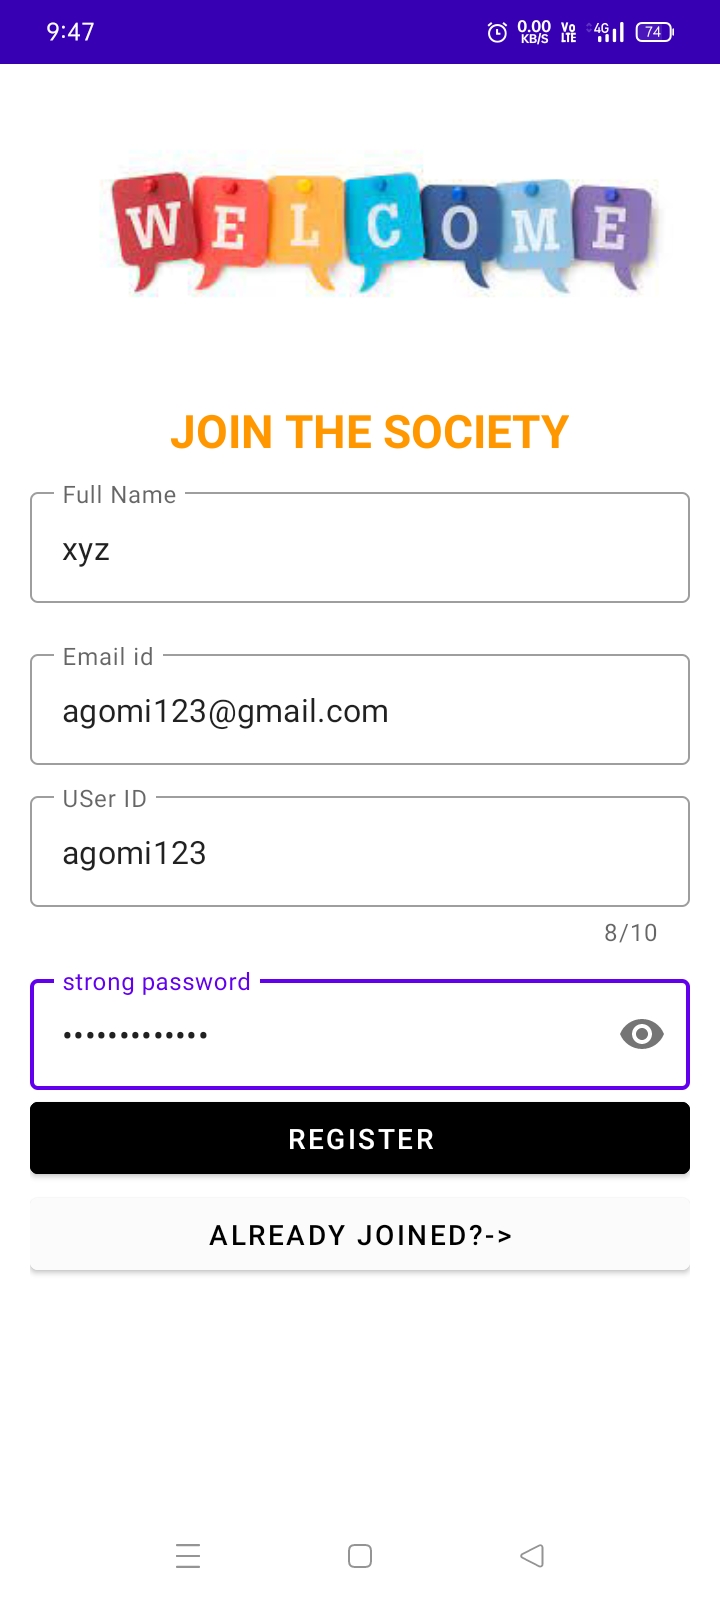 9:47 0.00 KB/S Vo LTE 4G 74
WELCOME
JOIN THE SOCIETY
Full Name
xyz
Email id
agomi123@gmail.com
USer ID
agomi123
8/10
strong password
•••••••••••••
REGISTER
ALREADY JOINED?->